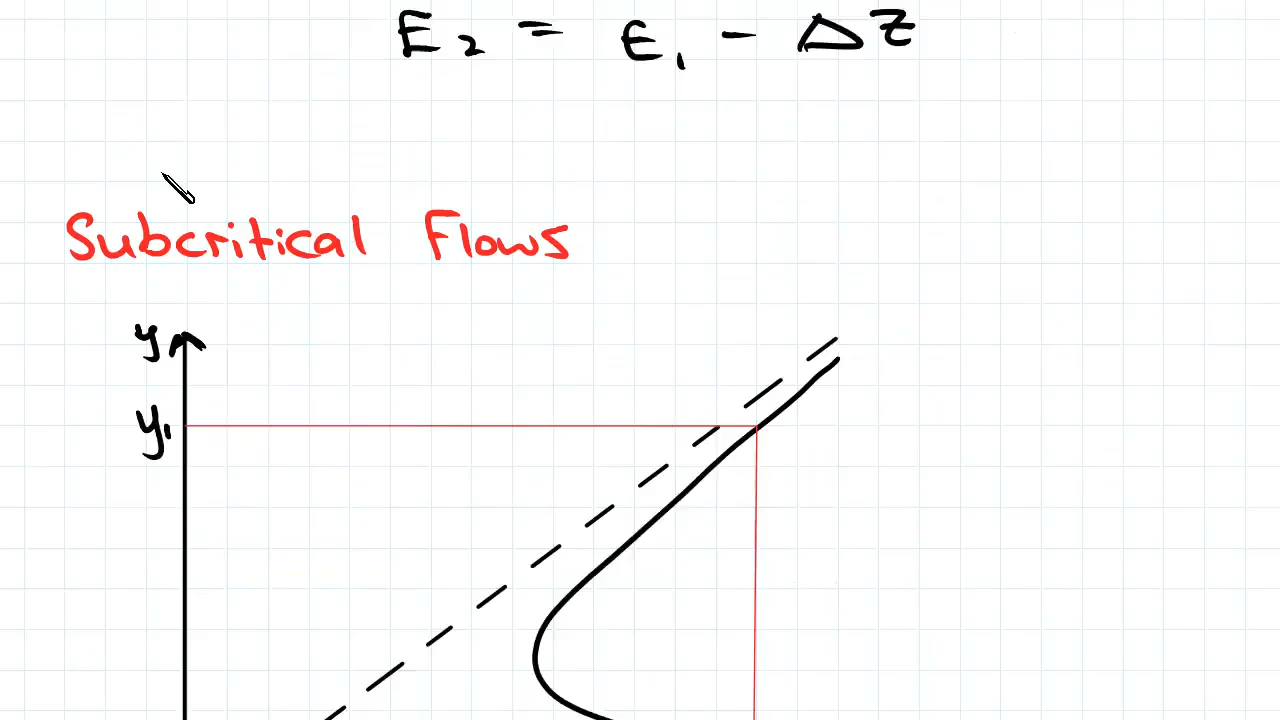 E₂ = E₁ - Δz
Subcritical Flows
y
y₁